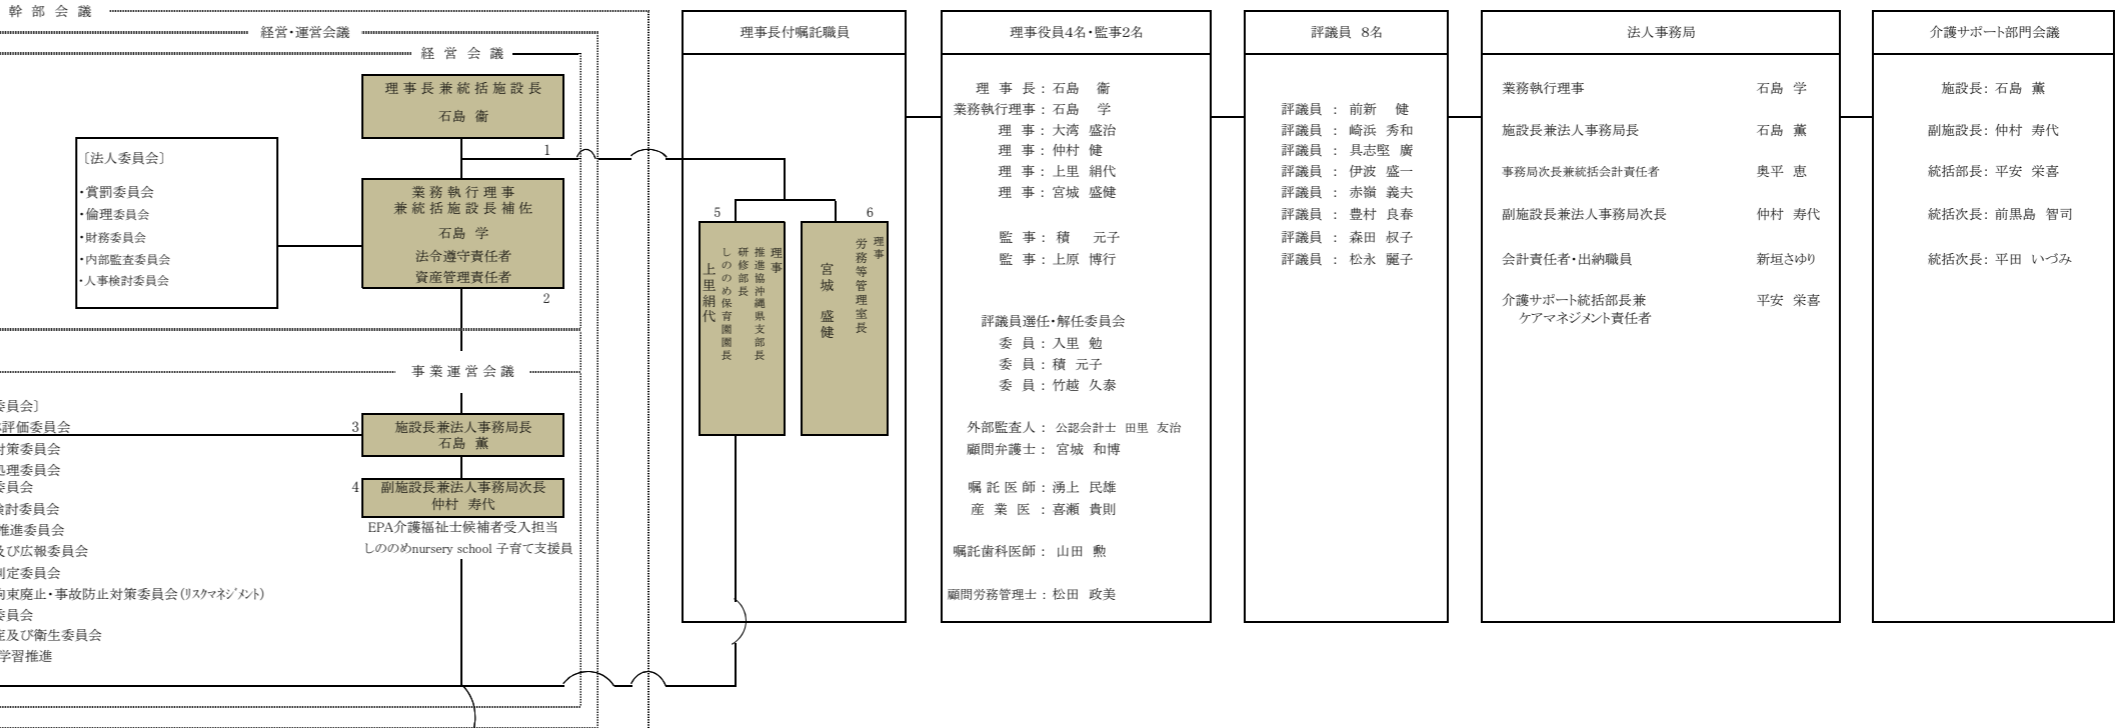 幹部会議
経営・運営会議
経営会議
理事長兼統括施設長
石島 衞
1
〔法人委員会〕
・賞罰委員会
・倫理委員会
・財務委員会
・内部監査委員会
・人事検討委員会
業務執行理事
兼統括施設長補佐
石島 学
法令遵守責任者
資産管理責任者
2
事業運営会議
委員会〕
評価委員会
対策委員会
処理委員会
委員会
検討委員会
推進委員会
及び広報委員会
判定委員会
拘束廃止・事故防止対策委員会(リスクマネジメント)
委員会
定及び衛生委員会
学習推進
3
施設長兼法人事務局長
石島 薫
4
副施設長兼法人事務局次長
仲村 寿代
EPA介護福祉士候補者受入担当
しののめnursery school 子育て支援員
理事長付嘱託職員
5
理事
推進協沖縄県支部長
研修部長
しののめ保育園園長
上里絹代
6
理事
労務等管理室長
宮城 盛健
理事役員4名・監事2名
理事長：石島 衞
業務執行理事：石島 学
理事：大湾 盛治
理事：仲村 健
理事：上里 絹代
理事：宮城 盛健
監事：積 元子
監事：上原 博行
評議員選任・解任委員会
委員：入里 勉
委員：積 元子
委員：竹越 久泰
外部監査人： 公認会計士 田里 友治
顧問弁護士： 宮城 和博
嘱託医師：湧上 民雄
産業医：喜瀬 貴則
嘱託歯科医師： 山田 勲
顧問労務管理士：松田 政美
評議員 8名
評議員 ： 前新 健
評議員 ： 崎浜 秀和
評議員 ： 具志堅 廣
評議員 ： 伊波 盛一
評議員 ： 赤嶺 義夫
評議員 ： 豊村 良春
評議員 ： 森田 叔子
評議員 ： 松永 麗子
法人事務局
業務執行理事 石島 学
施設長兼法人事務局長 石島 薫
事務局次長兼統括会計責任者 奥平 恵
副施設長兼法人事務局次長 仲村 寿代
会計責任者・出納職員 新垣さゆり
介護サポート統括部長兼 平安 栄喜
ケアマネジメント責任者
介護サポート部門会議
施設長：石島 薫
副施設長：仲村 寿代
統括部長：平安 栄喜
統括次長：前黒島 智司
統括次長：平田 いづみ